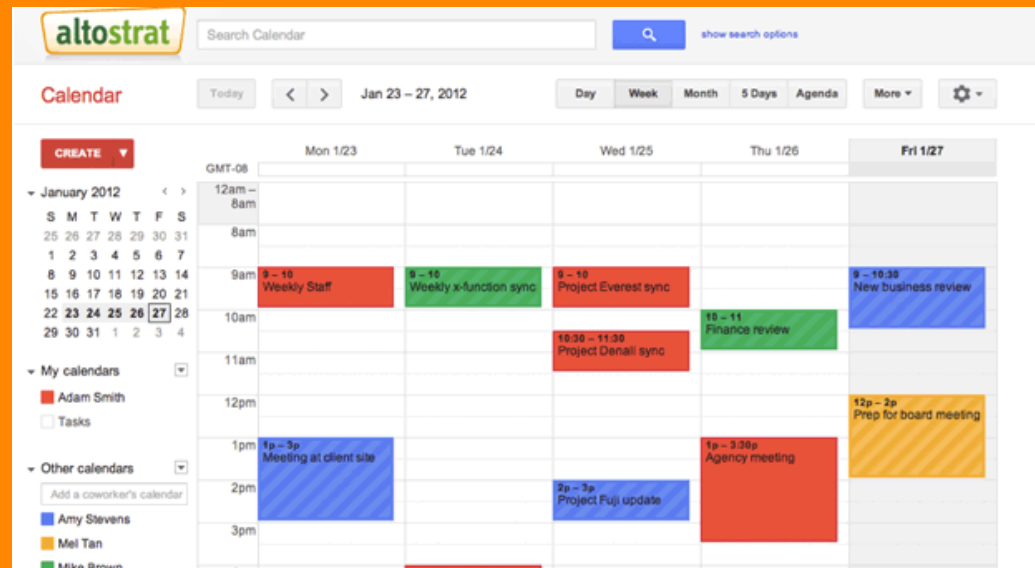 altostrat
Search Calendar
show search options
Calendar
Today
Jan 23 – 27, 2012
Day Week Month 5 Days Agenda
More
CREATE
Mon 1/23 Tue 1/24 Wed 1/25 Thu 1/26 Fri 1/27
GMT-08
January 2012
S M T W T F S
25 26 27 28 29 30 31
1 2 3 4 5 6 7
8 9 10 11 12 13 14
15 16 17 18 19 20 21
22 23 24 25 26 27 28
29 30 31 1 2 3 4
My calendars
Adam Smith
Tasks
Other calendars
Add a coworker's calendar
Amy Stevens
Mel Tan
Mike Brown
12am –
8am
8am
9am
10am
11am
12pm
1pm
2pm
3pm
9 – 10
Weekly Staff
1p – 3p
Meeting at client site
9 – 10
Weekly x-function sync
9 – 10
Project Everest sync
10:30 – 11:30
Project Denali sync
2p – 3p
Project Fuji update
10 – 11
Finance review
1p – 3:30p
Agency meeting
9 – 10:30
New business review
12p – 2p
Prep for board meeting